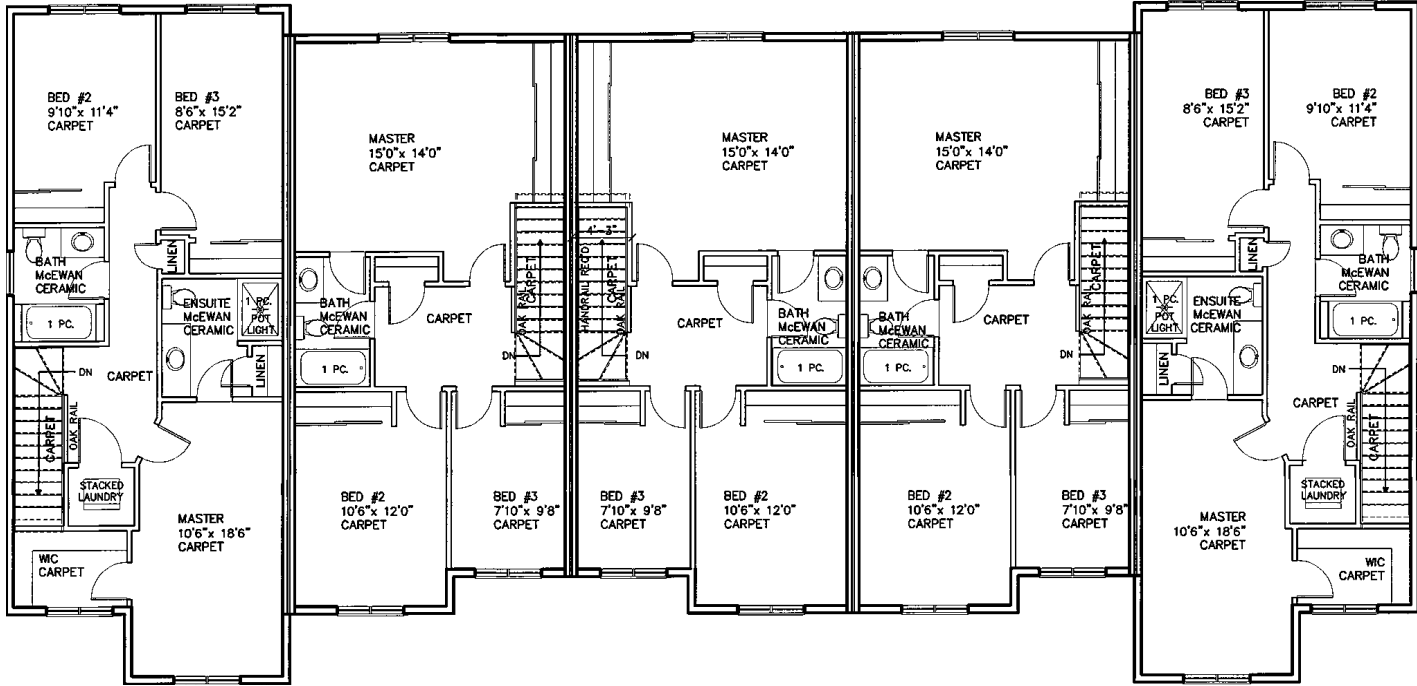 BED #2
9'10"x 11'4"
CARPET
BED #3
8'6"x 15'2"
CARPET
LINEN
BATH
McEWAN
CERAMIC
1 PC.
ENSUITE
McEWAN
CERAMIC
1 PC.
POT
LIGHT
LINEN
DN
CARPET
CARPET
OAK RAIL
STACKED
LAUNDRY
MASTER
10'6"x 18'6"
CARPET
WIC
CARPET
MASTER
15'0"x 14'0"
CARPET
BATH
McEWAN
CERAMIC
1 PC.
CARPET
OAK RAIL
CARPET
DN
BED #2
10'6"x 12'0"
CARPET
BED #3
7'10"x 9'8"
CARPET
MASTER
15'0"x 14'0"
CARPET
4'-3"
HANDRAIL REQ'D
CARPET
OAK RAIL
DN
CARPET
BATH
McEWAN
CERAMIC
1 PC.
BED #3
7'10"x 9'8"
CARPET
BED #2
10'6"x 12'0"
CARPET
MASTER
15'0"x 14'0"
CARPET
BATH
McEWAN
CERAMIC
1 PC.
CARPET
OAK RAIL
CARPET
DN
BED #2
10'6"x 12'0"
CARPET
BED #3
7'10"x 9'8"
CARPET
BED #3
8'6"x 15'2"
CARPET
BED #2
9'10"x 11'4"
CARPET
LINEN
BATH
McEWAN
CERAMIC
1 PC.
1 PC.
POT
LIGHT
ENSUITE
McEWAN
CERAMIC
LINEN
DN
CARPET
OAK RAIL
CARPET
STACKED
LAUNDRY
MASTER
10'6"x 18'6"
CARPET
WIC
CARPET